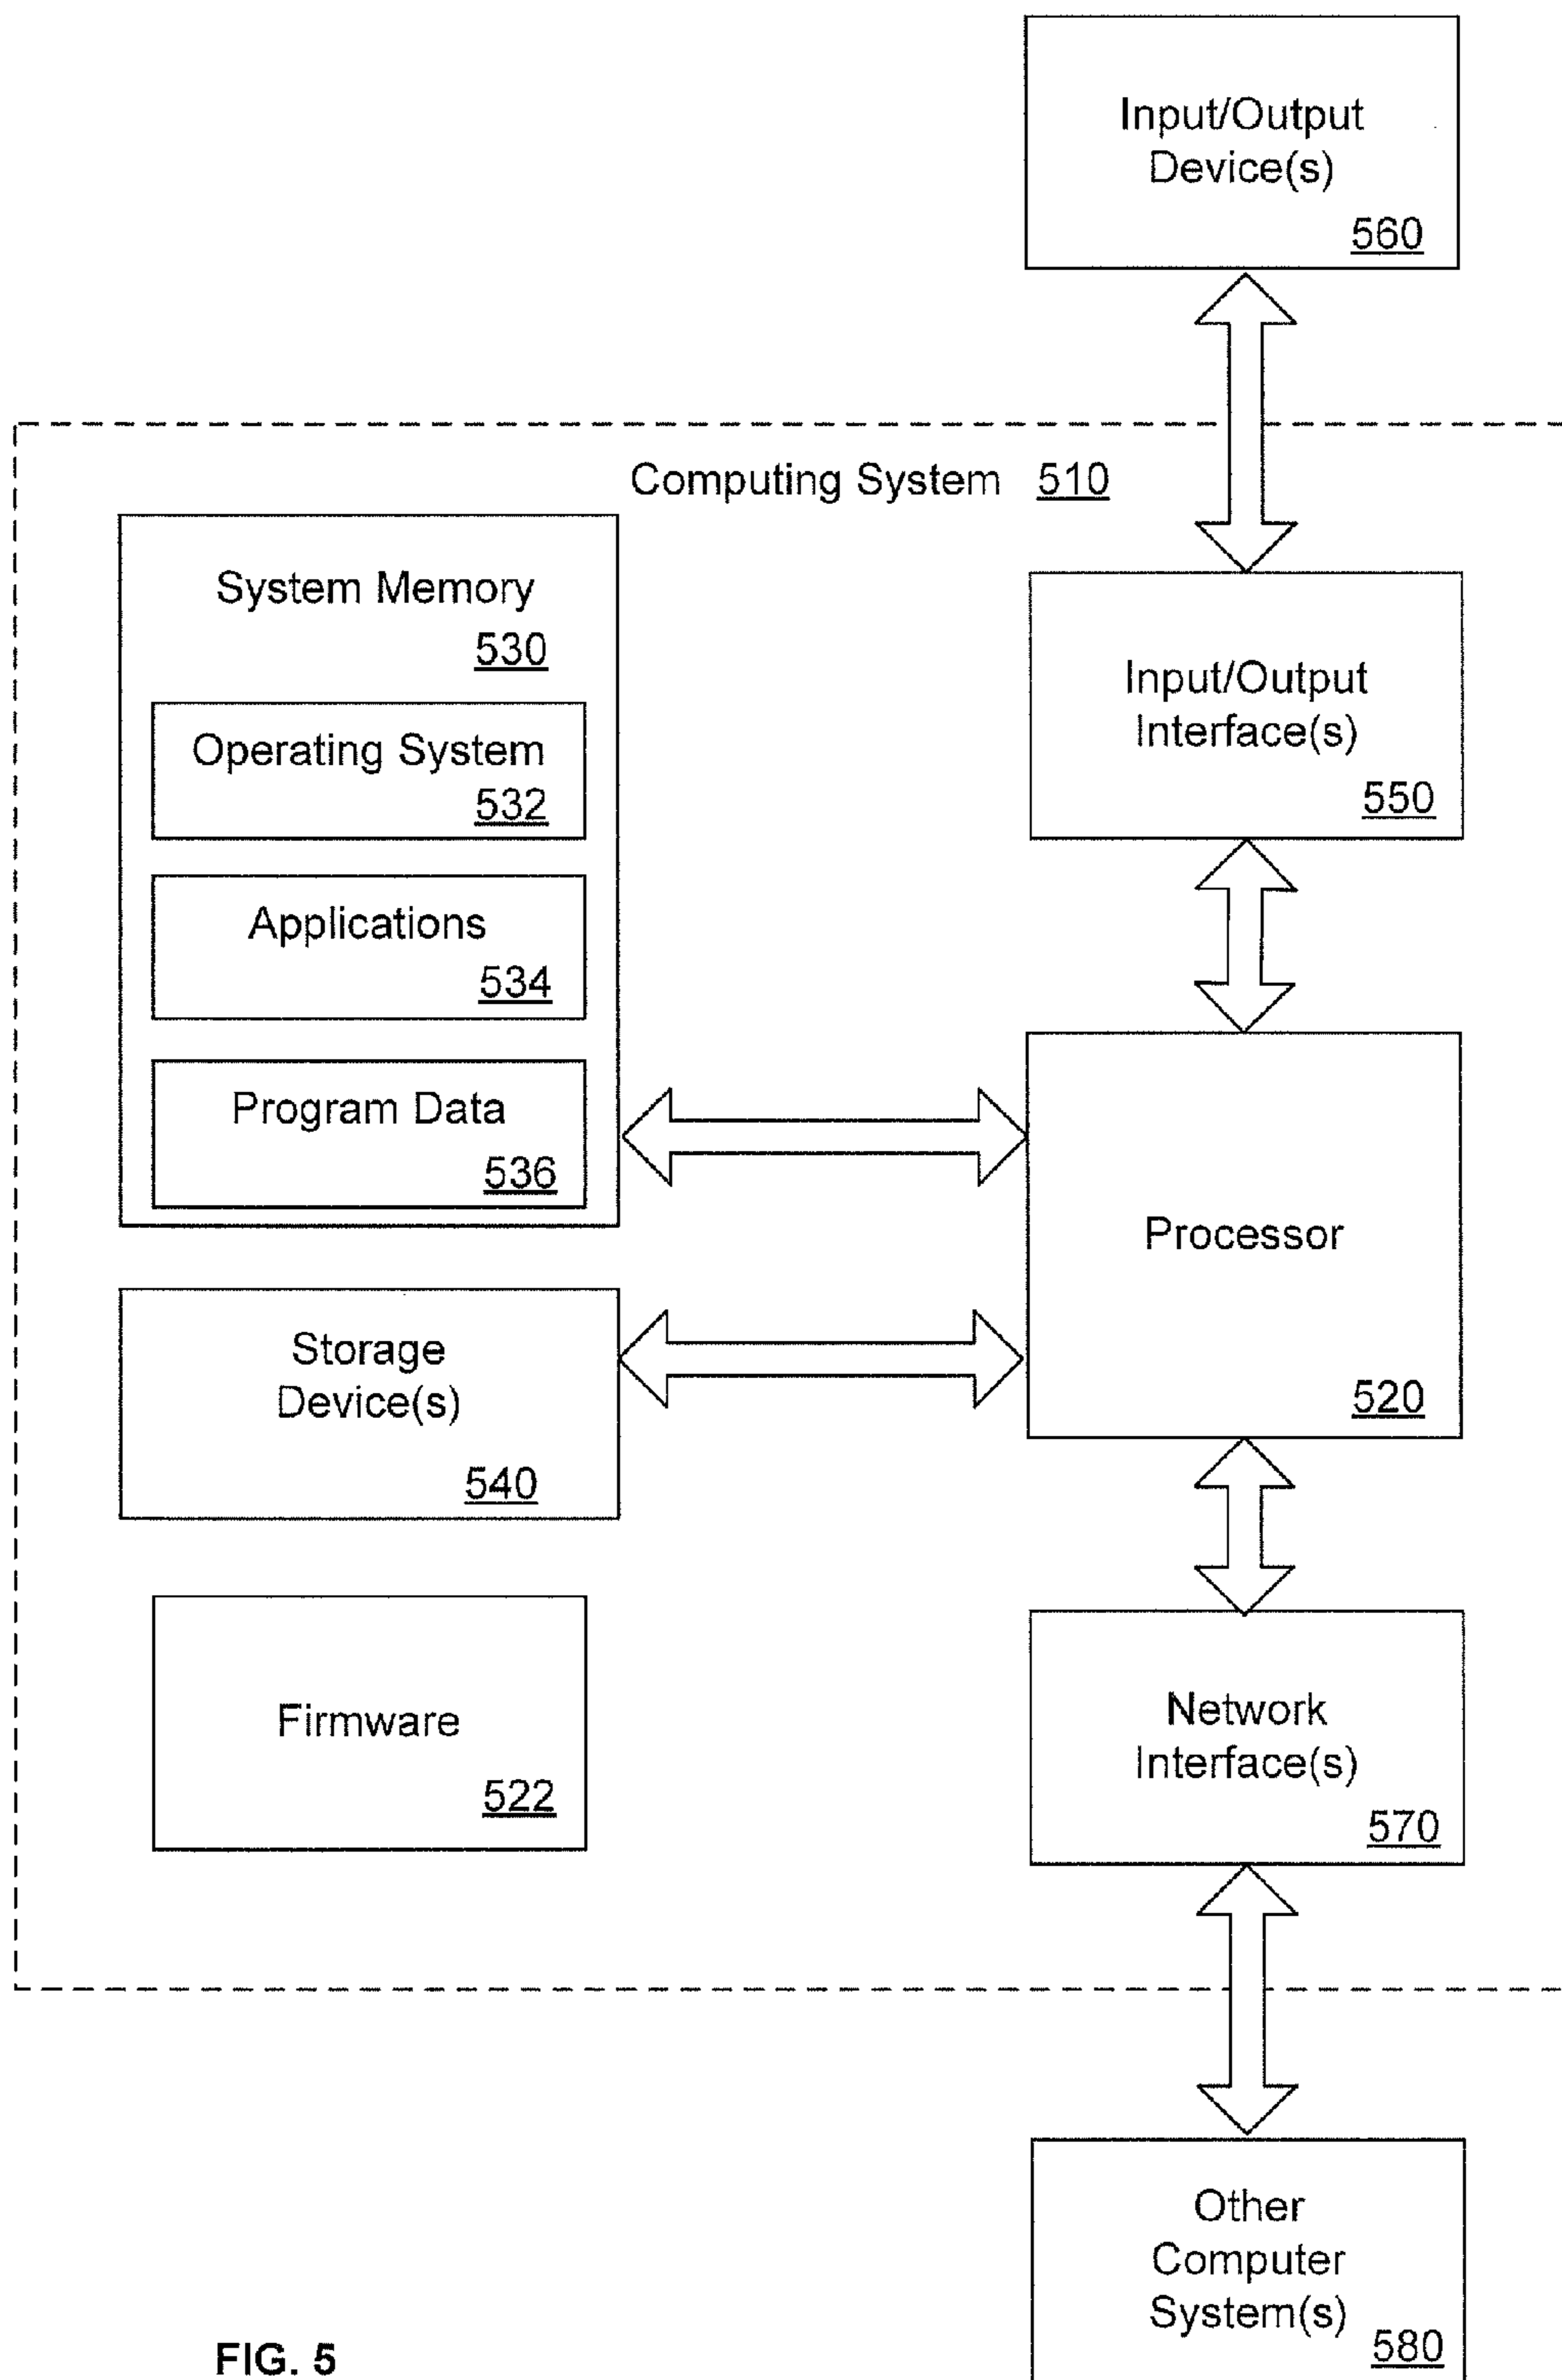 Input/Output
Device(s)
560
Computing System 510
System Memory
530
Operating System
532
Applications
534
Program Data
536
Input/Output
Interface(s)
550
Processor
520
Storage
Device(s)
540
Firmware
522
Network
Interface(s)
570
Other
Computer
System(s)
580
FIG. 5